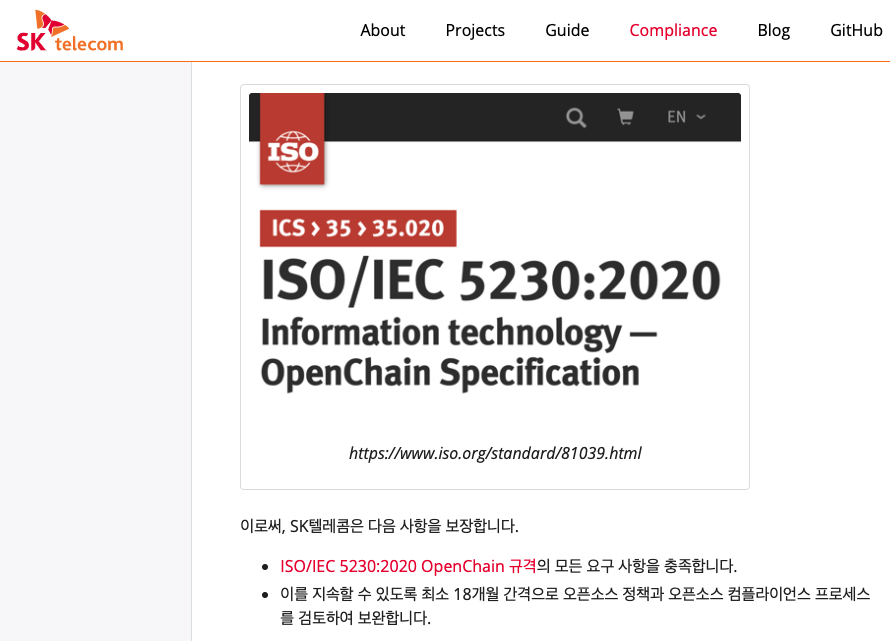 SK telecom
About Projects Guide Compliance Blog GitHub
EN
ISO
ICS > 35 > 35.020
ISO/IEC 5230:2020
Information technology —
OpenChain Specification
https://www.iso.org/standard/81039.html
이로써, SK텔레콤은 다음 사항을 보장합니다.
• ISO/IEC 5230:2020 OpenChain 규격의 모든 요구 사항을 충족합니다.
• 이를 지속할 수 있도록 최소 18개월 간격으로 오픈소스 정책과 오픈소스 컴플라이언스 프로세스
를 검토하여 보완합니다.